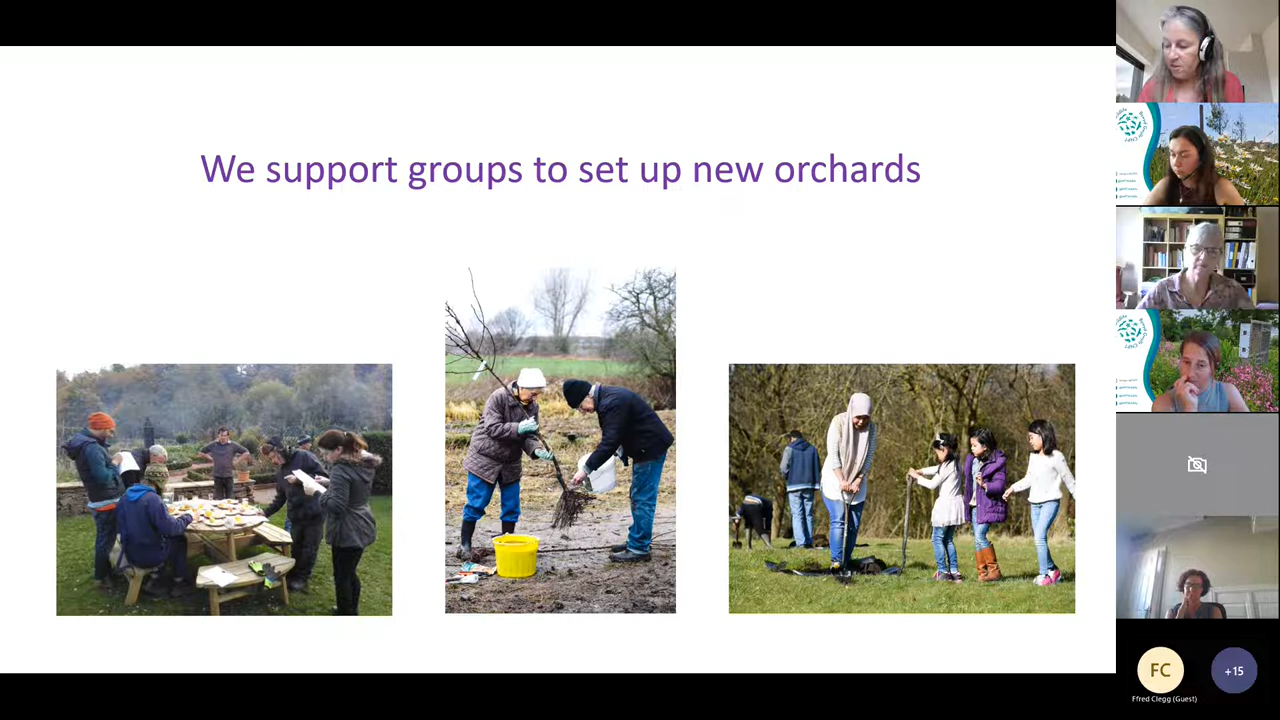 We support groups to set up new orchards
FC
+15
Ffred Clegg (Guest)